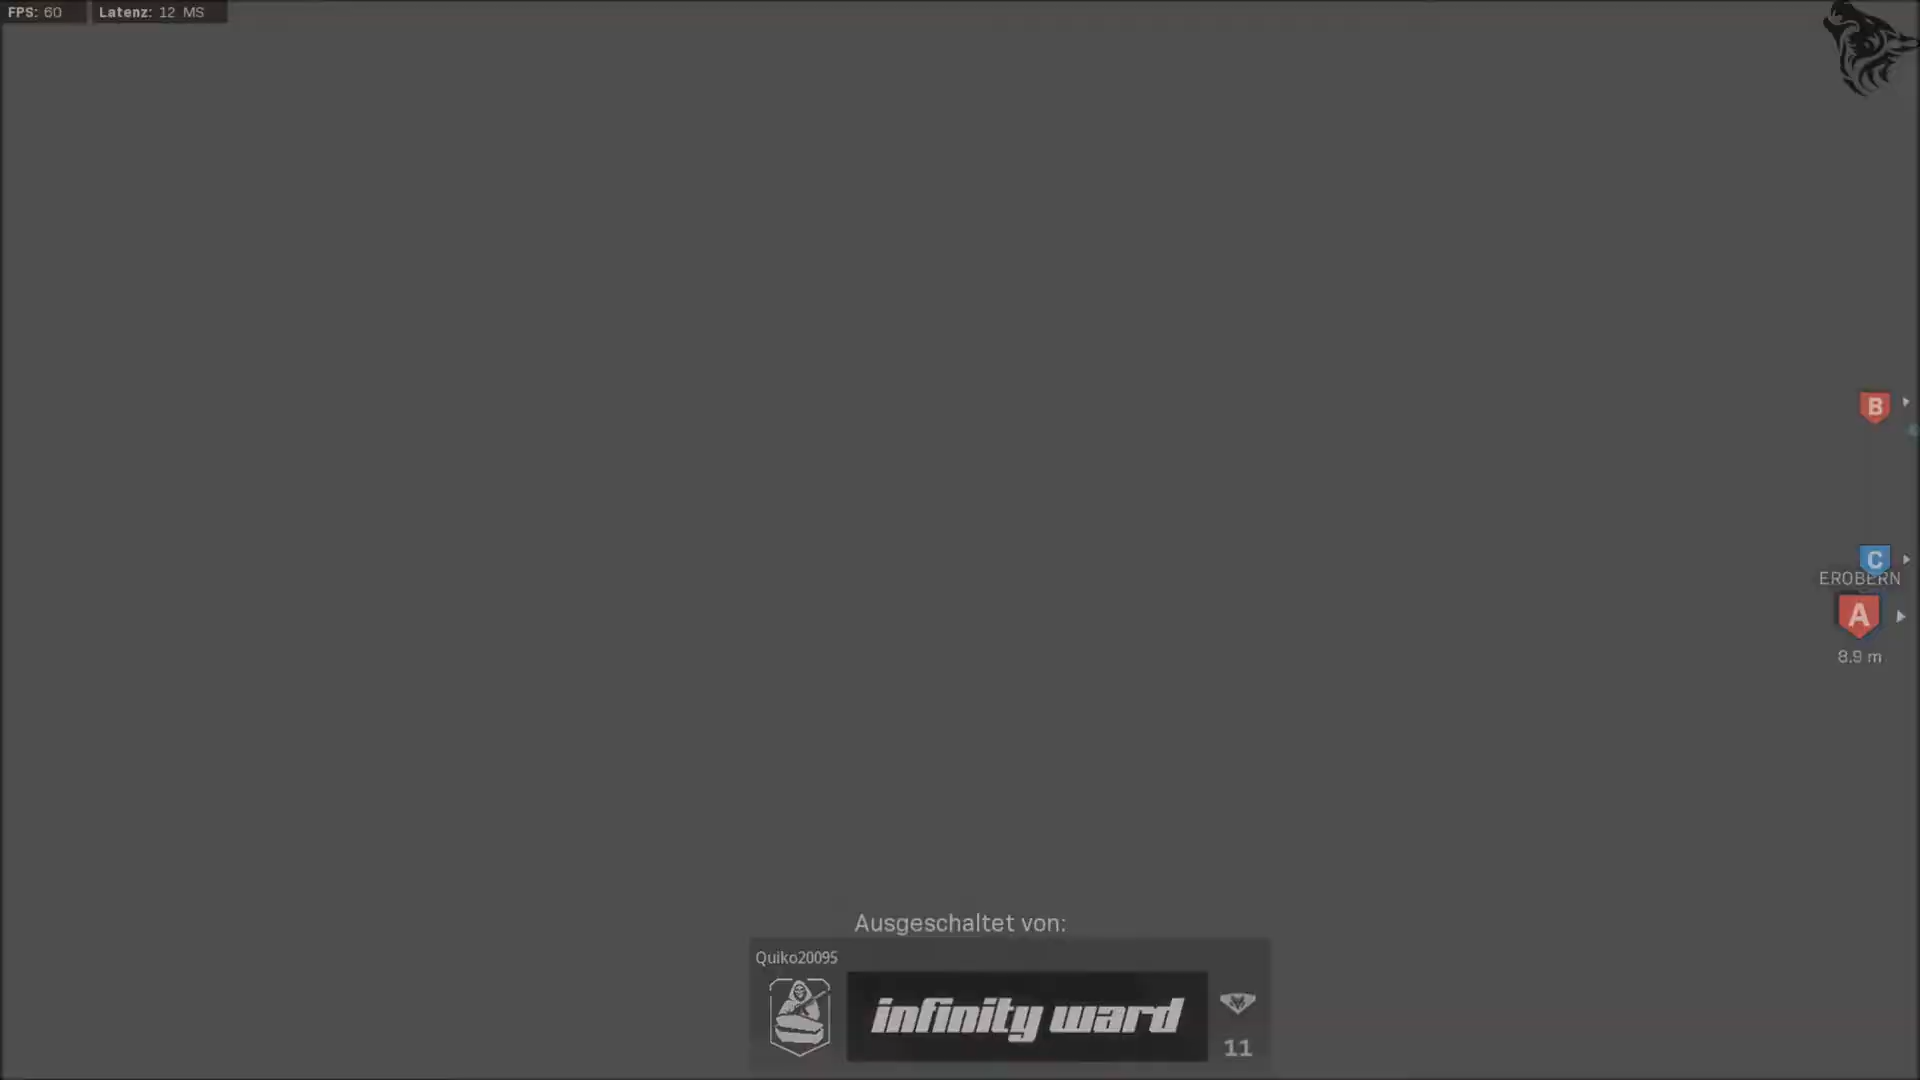 FPS: 60 Latenz: 12 MS
B
C
EROBERN
A
8.9 m
Ausgeschaltet von:
Quiko20095
infinity ward
11